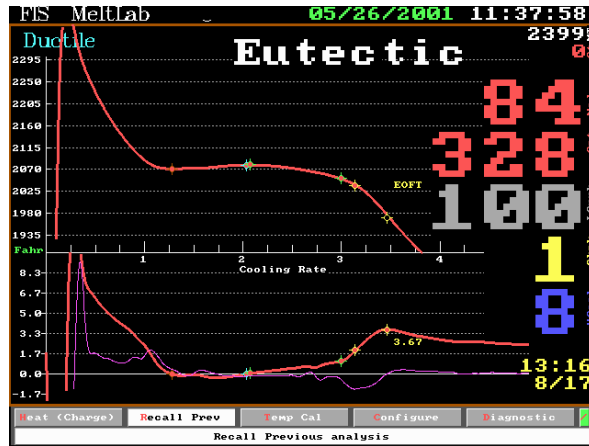 FIS MeltLab 05/26/2001 11:37:58
Ductile
Eutectic
2399
2295
2250
2205
2160
2115
2070
2025
1980
1935
Fahr
84
328
100
1
8
EOFT
1 2 3 4
Cooling Rate
8.3
6.7
5.0
3.3
1.7
0.0
-1.7
3.67
13:16
8/17
Heat (Charge) Recall Prev Temp Cal Configure Diagnostic
Recall Previous analysis